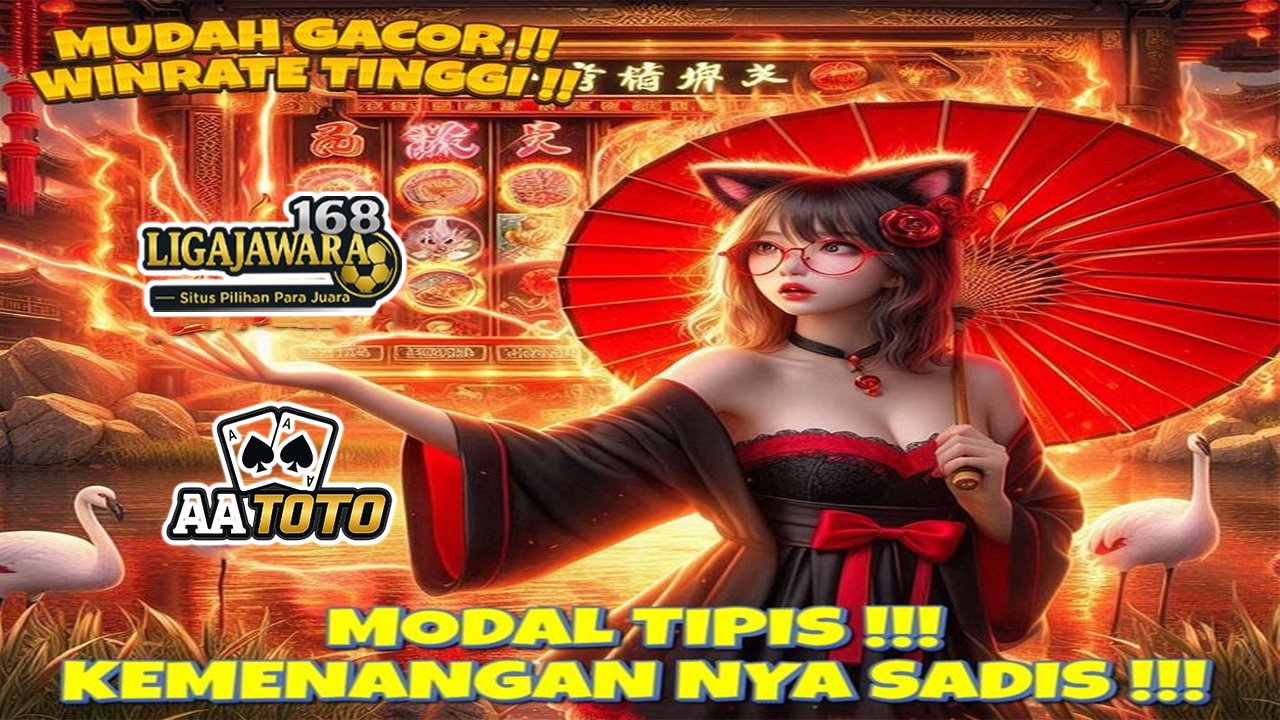 MUDAH GACOR !!
WINRATE TINGGI !!
168
LIGAJAWARA
Situs Pilihan Para Juara
A
A
A
AATOTO
MODAL TIPIS !!!
KEMENANGAN NYA SADIS !!!